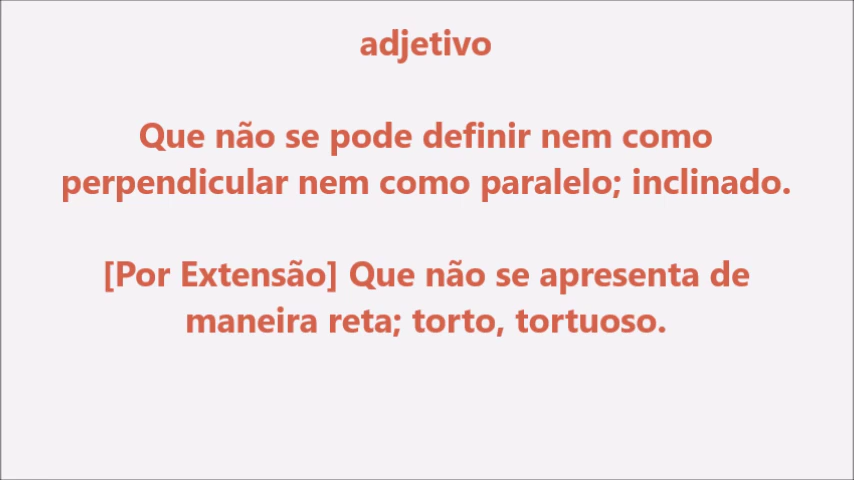 adjetivo
Que não se pode definir nem como
perpendicular nem como paralelo; inclinado.
[Por Extensão] Que não se apresenta de
maneira reta; torto, tortuoso.